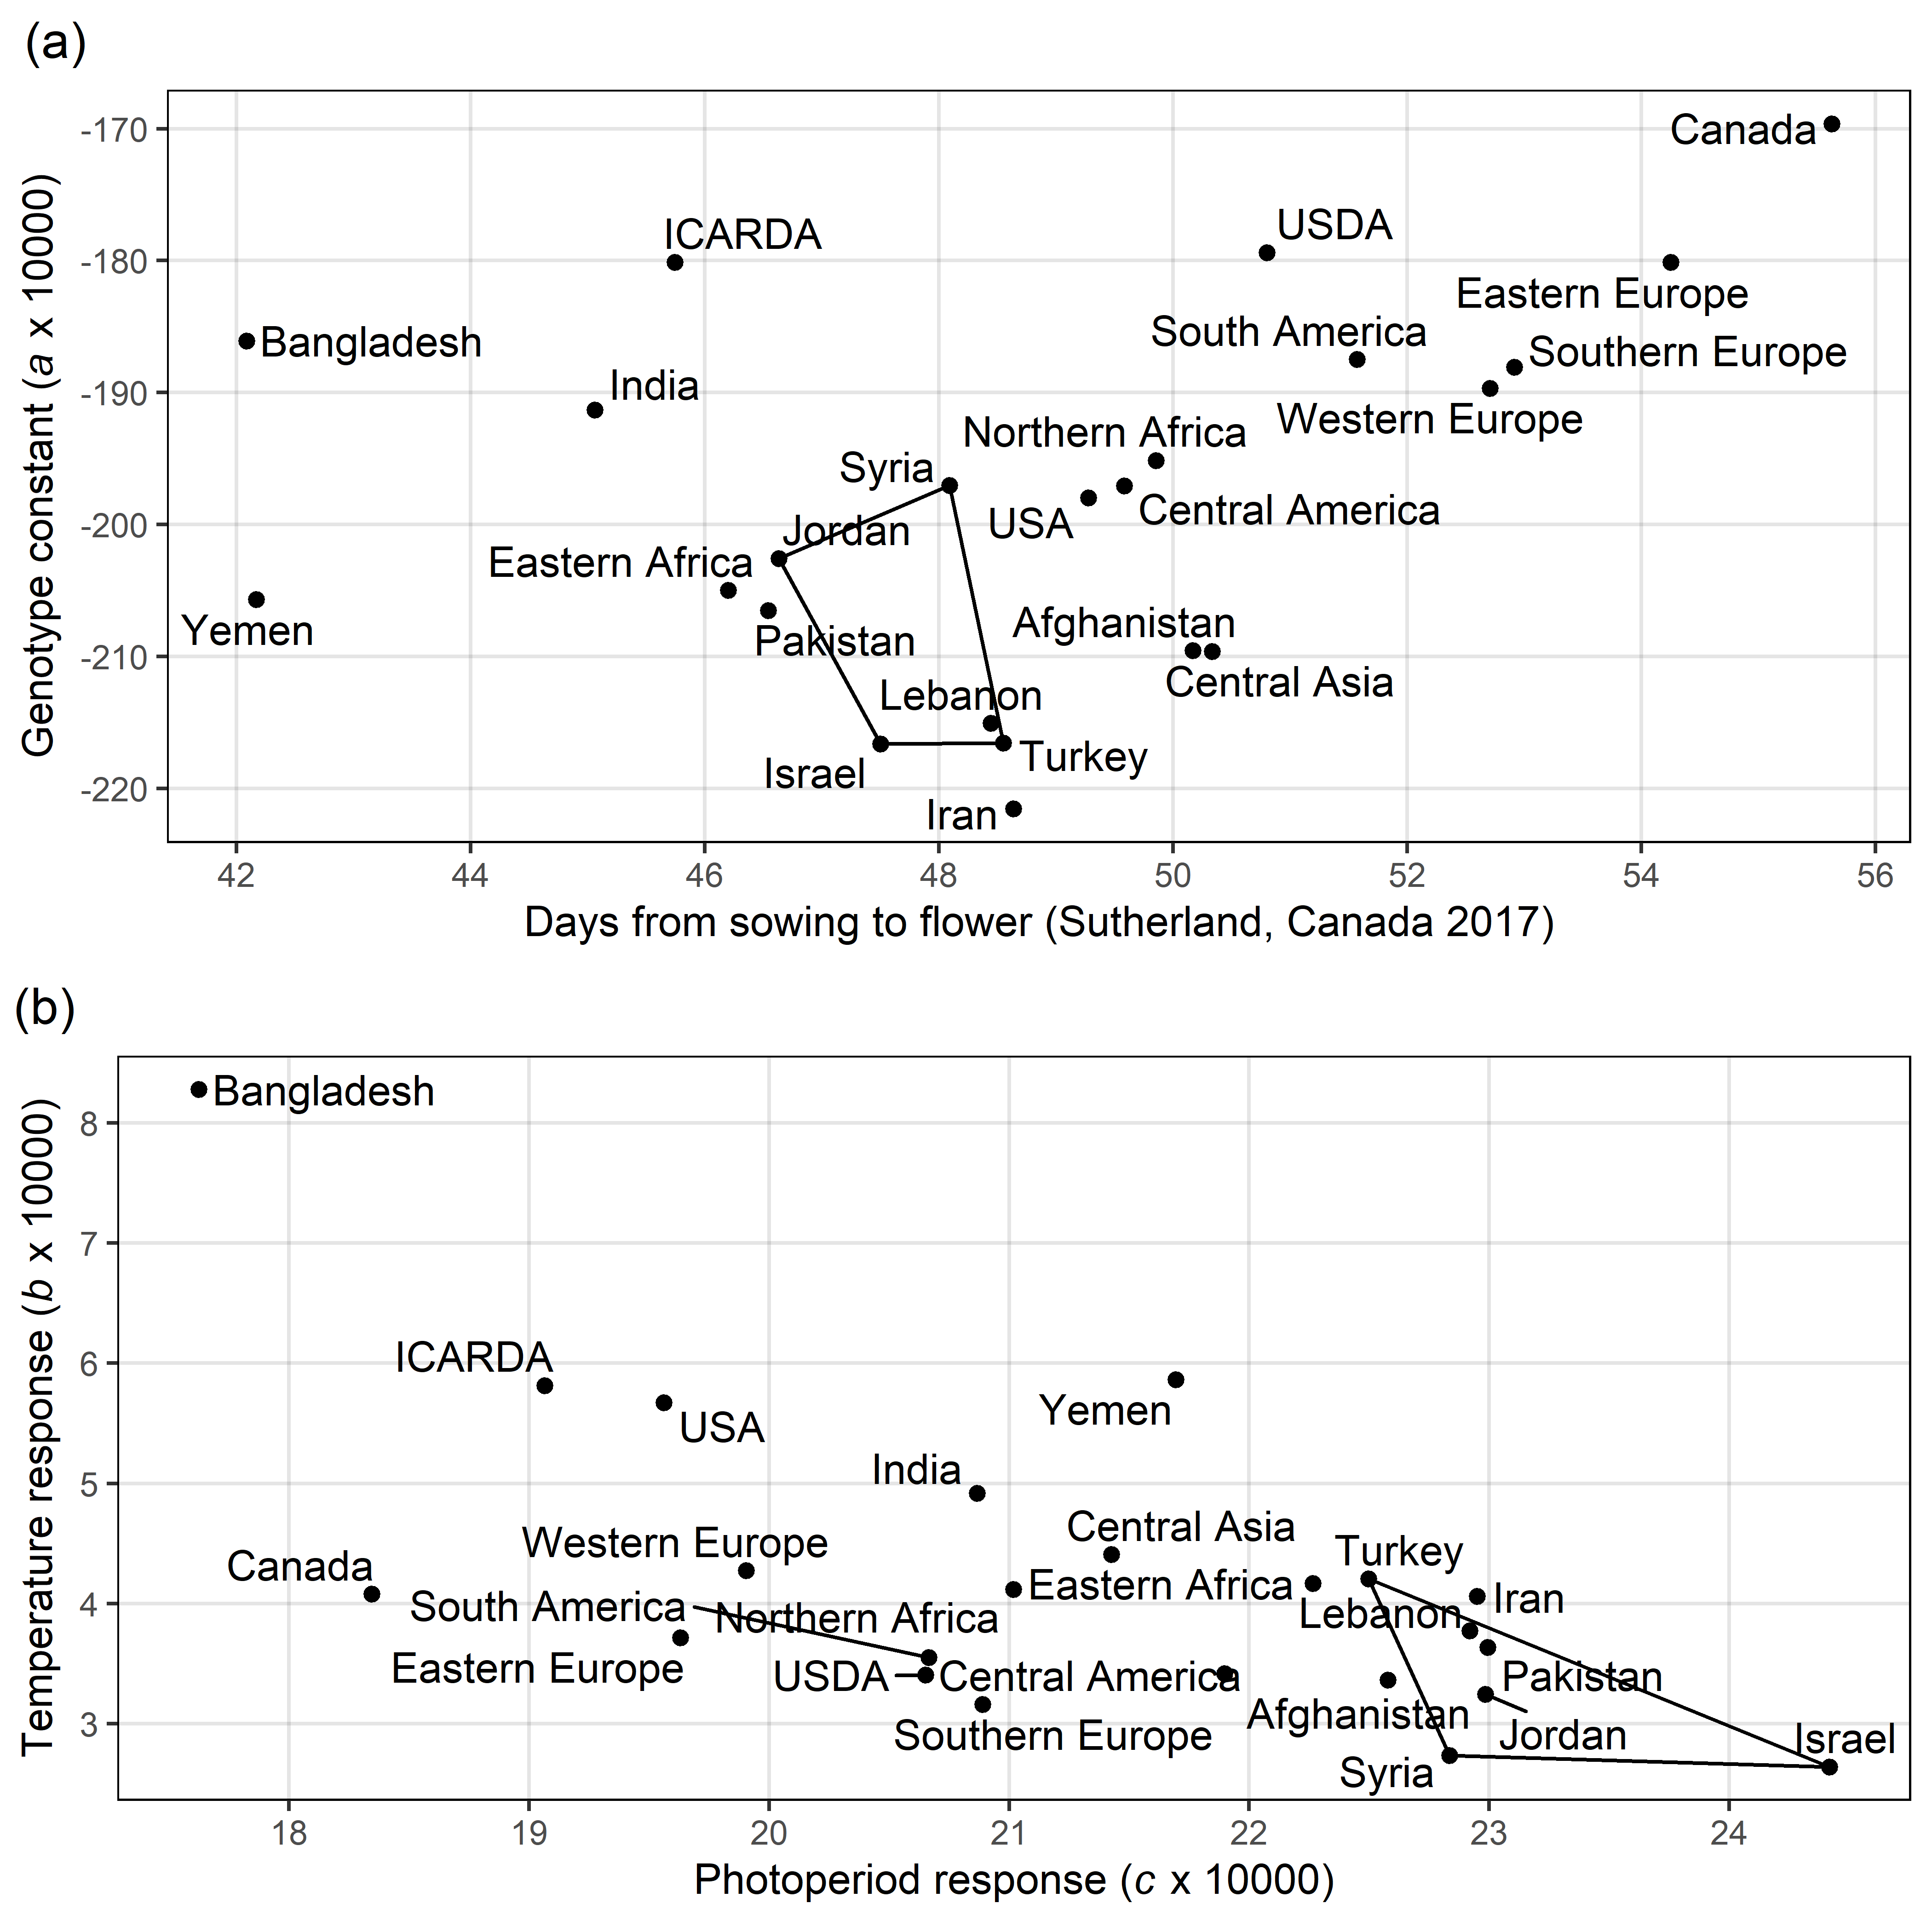 (a)
Genotype constant (a x 10000)
-170
-180
-190
-200
-210
-220
Canada
USDA
ICARDA
Eastern Europe
South America
Bangladesh
Southern Europe
India
Western Europe
Northern Africa
Syria
Central America
USA
Jordan
Eastern Africa
Afghanistan
Yemen
Pakistan
Central Asia
Lebanon
Turkey
Israel
Iran
42 44 46 48 50 52 54 56
Days from sowing to flower (Sutherland, Canada 2017)
(b)
Temperature response (b x 10000)
8
7
6
5
4
3
Bangladesh
ICARDA
Yemen
USA
India
Central Asia
Western Europe
Turkey
Canada
Eastern Africa
Iran
South America
Lebanon
Northern Africa
Eastern Europe
USDA
Central America
Pakistan
Afghanistan
Southern Europe
Jordan
Israel
Syria
18 19 20 21 22 23 24
Photoperiod response (c x 10000)